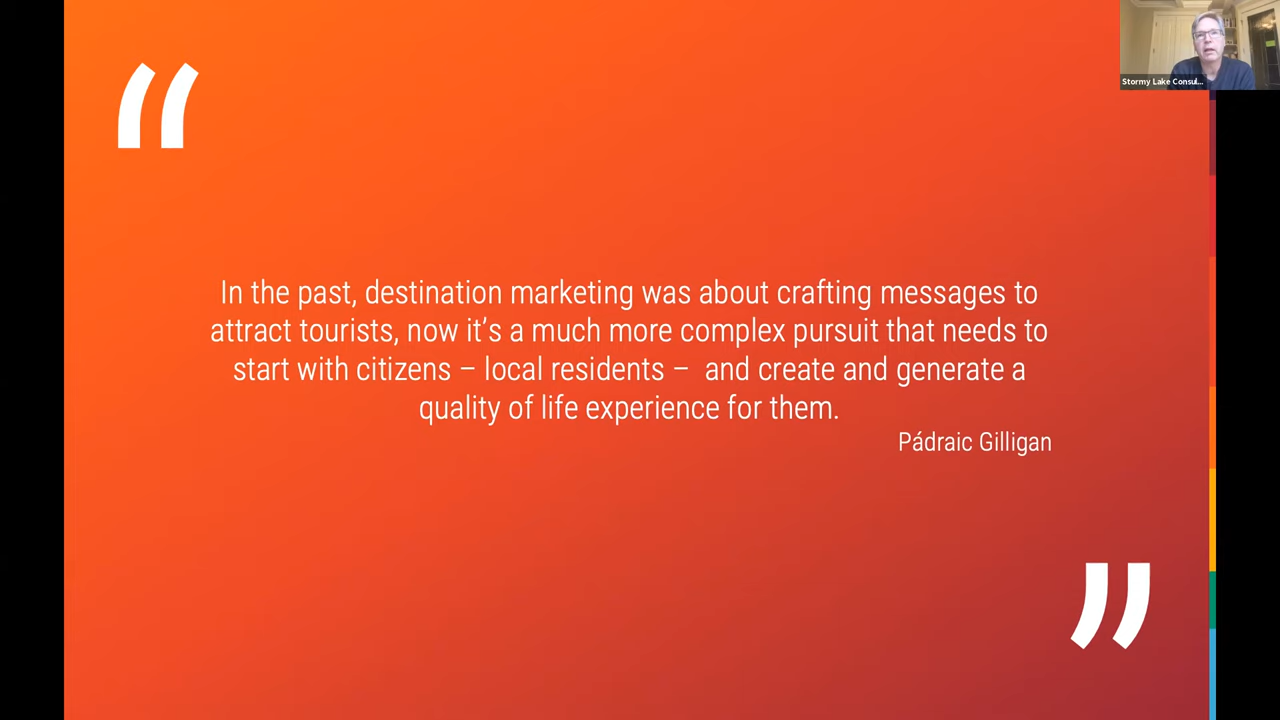 Stormy Lake Consul...
“
In the past, destination marketing was about crafting messages to
attract tourists, now it’s a much more complex pursuit that needs to
start with citizens – local residents –  and create and generate a
quality of life experience for them.
Pádraic Gilligan
”